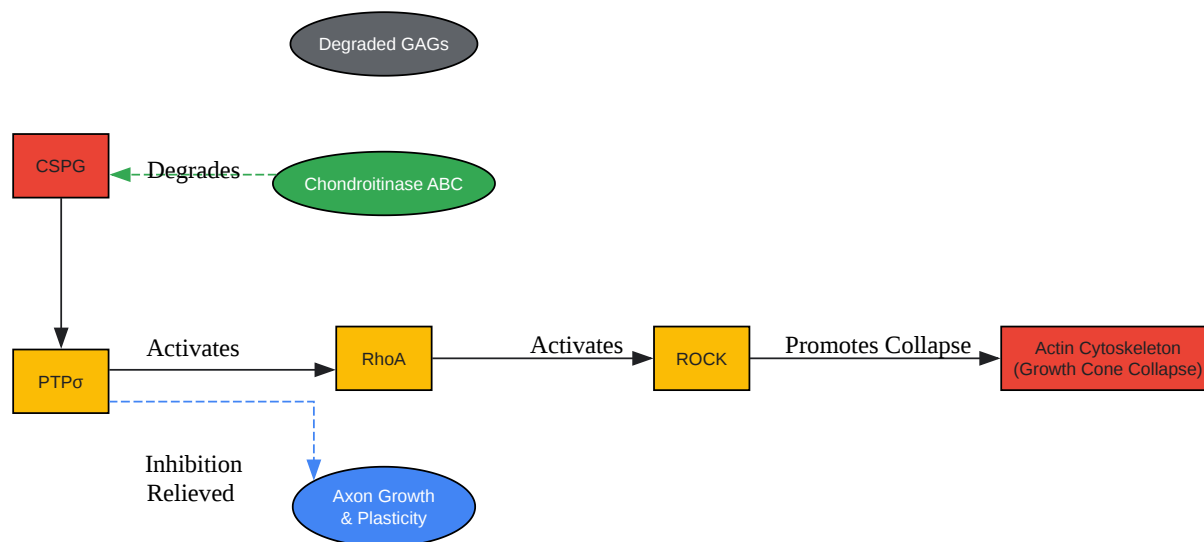 Degraded GAGs
CSPG
Degrades
Chondroitinase ABC
PTPσ
Activates
RhoA
Activates
ROCK
Promotes Collapse
Actin Cytoskeleton
(Growth Cone Collapse)
Inhibition
Relieved
Axon Growth
& Plasticity